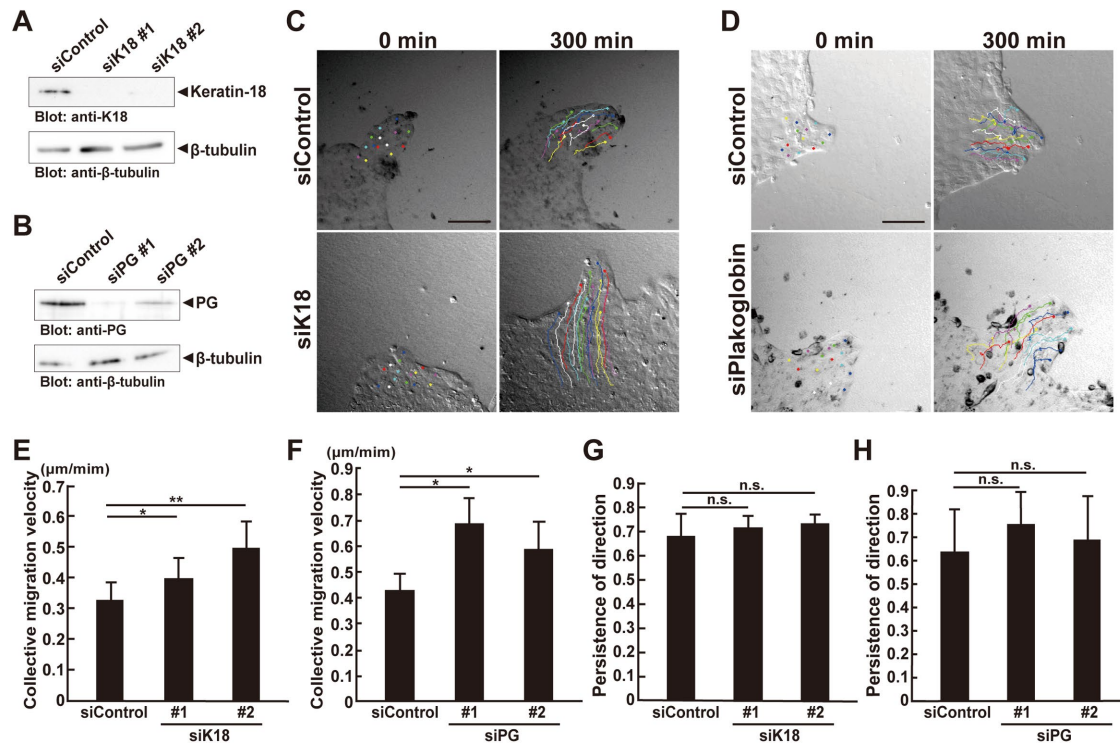 A
siControl
siK18 #1
siK18 #2
◄Keratin-18
Blot: anti-K18
◄β-tubulin
Blot: anti-β-tubulin
B
siControl
siPG #1
siPG #2
◄PG
Blot: anti-PG
◄β-tubulin
Blot: anti-β-tubulin
C
0 min 300 min
siControl
siK18
D
0 min 300 min
siControl
siPlakoglobin
E
(μm/mim)
Collective migration velocity
0.7
0.6
0.5
0.4
0.3
0.2
0.1
0
*
**
siControl #1 #2
siK18
F
(μm/mim)
Collective migration velocity
0.9
0.8
0.7
0.6
0.5
0.4
0.3
0.2
0.1
0
*
*
siControl #1 #2
siPG
G
Persistence of direction
0.9
0.8
0.7
0.6
0.5
0.4
0.3
0.2
0.1
0
n.s.
n.s.
siControl #1 #2
siK18
H
Persistence of direction
0.9
0.8
0.7
0.6
0.5
0.4
0.3
0.2
0.1
0
n.s.
n.s.
siControl #1 #2
siPG